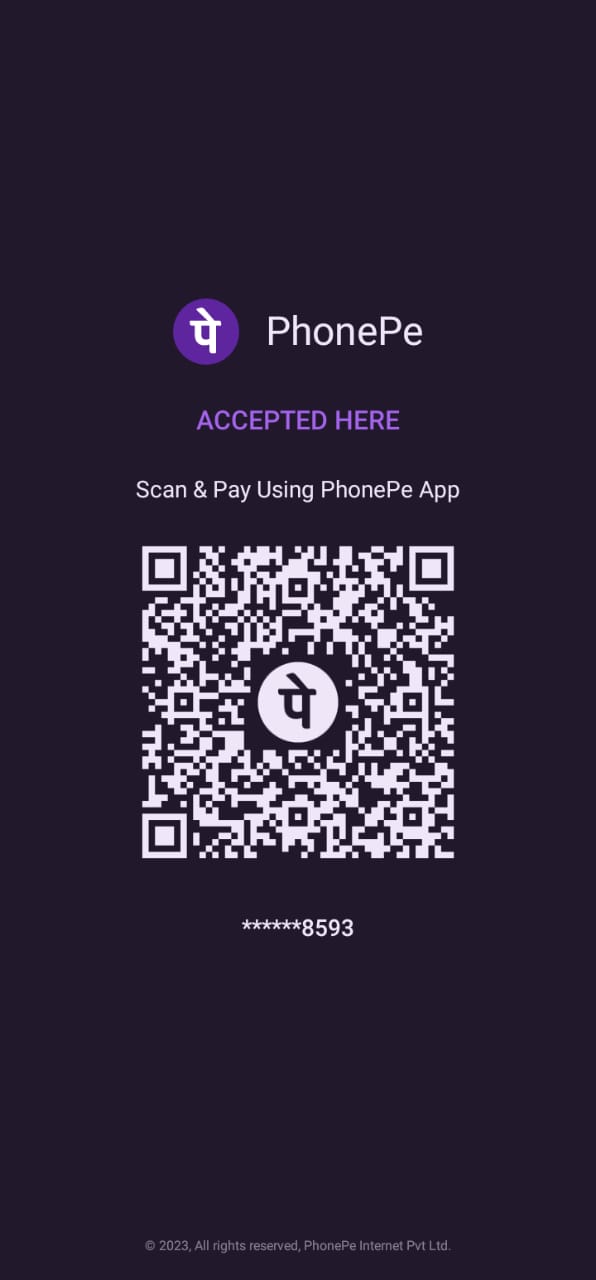 पे PhonePe
ACCEPTED HERE
Scan & Pay Using PhonePe App
पे
******8593
© 2023, All rights reserved, PhonePe Internet Pvt Ltd.